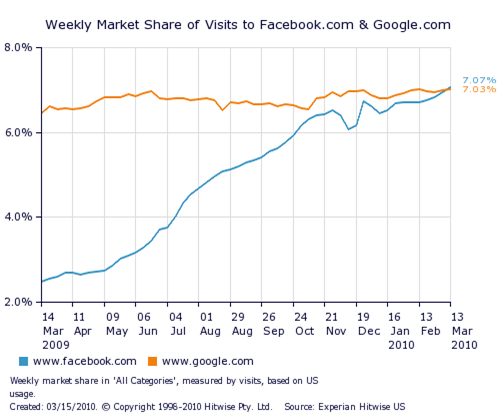 Weekly Market Share of Visits to Facebook.com & Google.com
8.0%
7.07%
7.03%
6.0%
4.0%
2.0%
14 11 09 06 04 01 29 26 24 21 19 16 13 13
Mar Apr May Jun Jul Aug Aug Sep Oct Nov Dec Jan Feb Mar
2009 2010 2010
www.facebook.com www.google.com
Weekly market share in 'All Categories', measured by visits, based on US
usage.
Created: 03/15/2010. © Copyright 1998-2010 Hitwise Pty. Ltd. Source: Experian Hitwise US